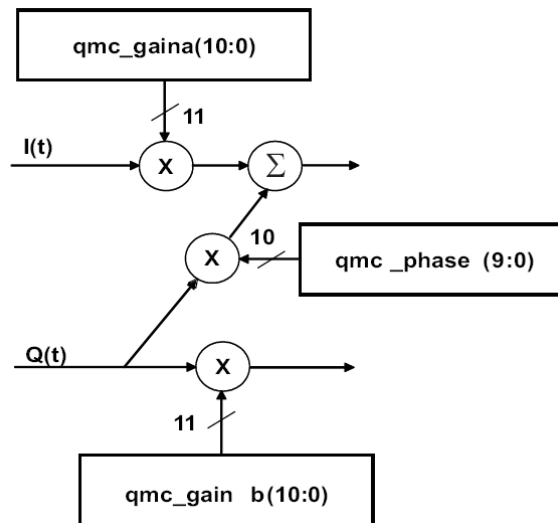 qmc_gaina(10:0)
11
I(t)
X
Σ
10
X
qmc _phase (9:0)
Q(t)
X
11
qmc_gain b(10:0)